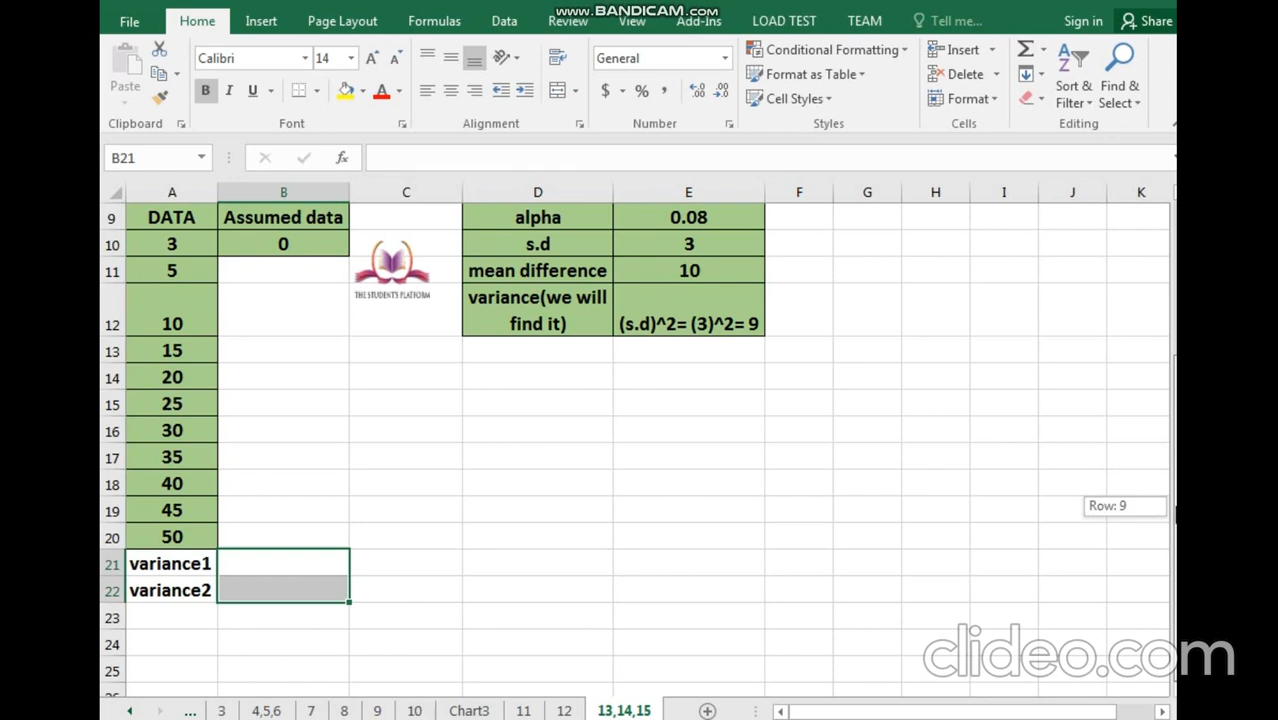 www.BANDICAM.com
File Home Insert Page Layout Formulas Data Review View Add-Ins LOAD TEST TEAM Tell me... Sign in Share
Calibri 14 General Conditional Formatting Insert
Paste Format as Table Delete Sort & Find &
B I U A $ % , Cell Styles Format Filter Select
Clipboard Font Alignment Number Styles Cells Editing
B21 fx
A B C D E F G H I J K
9 DATA Assumed data alpha 0.08
10 3 0 s.d 3
11 5 mean difference 10
THE STUDENT'S PLATFORM
variance(we will
12 10 find it) (s.d)^2= (3)^2= 9
13 15
14 20
15 25
16 30
17 35
18 40
19 45 Row: 9
20 50
21 variance1
22 variance2
23
24
25
clideo.com
... 3 4,5,6 7 8 9 10 Chart3 11 12 13,14,15